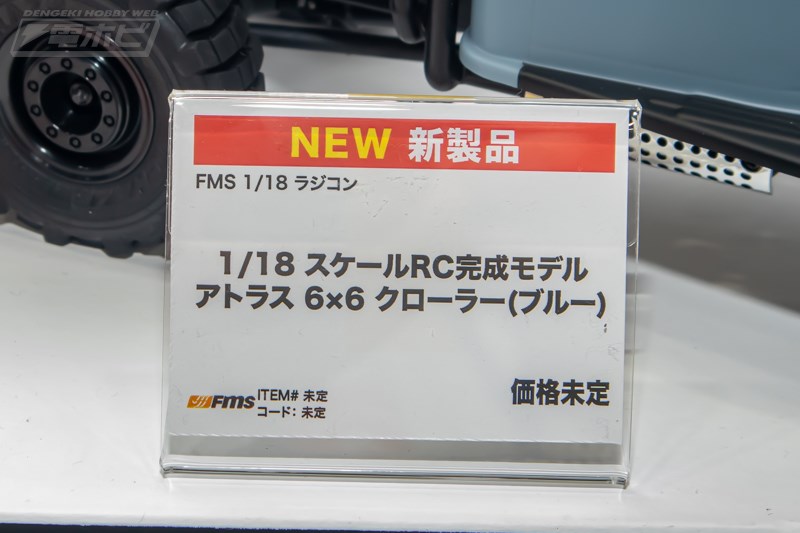 DENGEKI HOBBY WEB
電ホビ
NEW 新製品
FMS 1/18 ラジコン
1/18 スケールRC完成モデル
アトラス 6×6 クローラー(ブルー)
Fms
ITEM# 未定
コード: 未定
価格未定